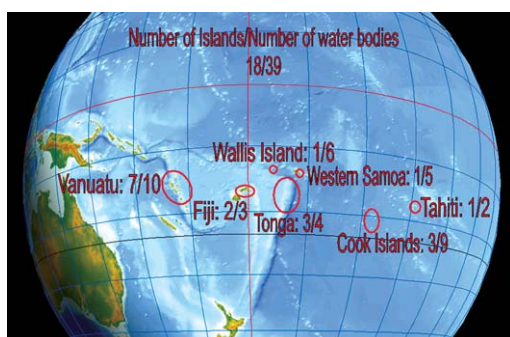 Number of Islands/Number of water bodies
18/39
Wallis Island: 1/6
Western Samoa: 1/5
Vanuatu: 7/10
Fiji: 2/3
Tonga: 3/4
Tahiti: 1/2
Cook Islands: 3/9